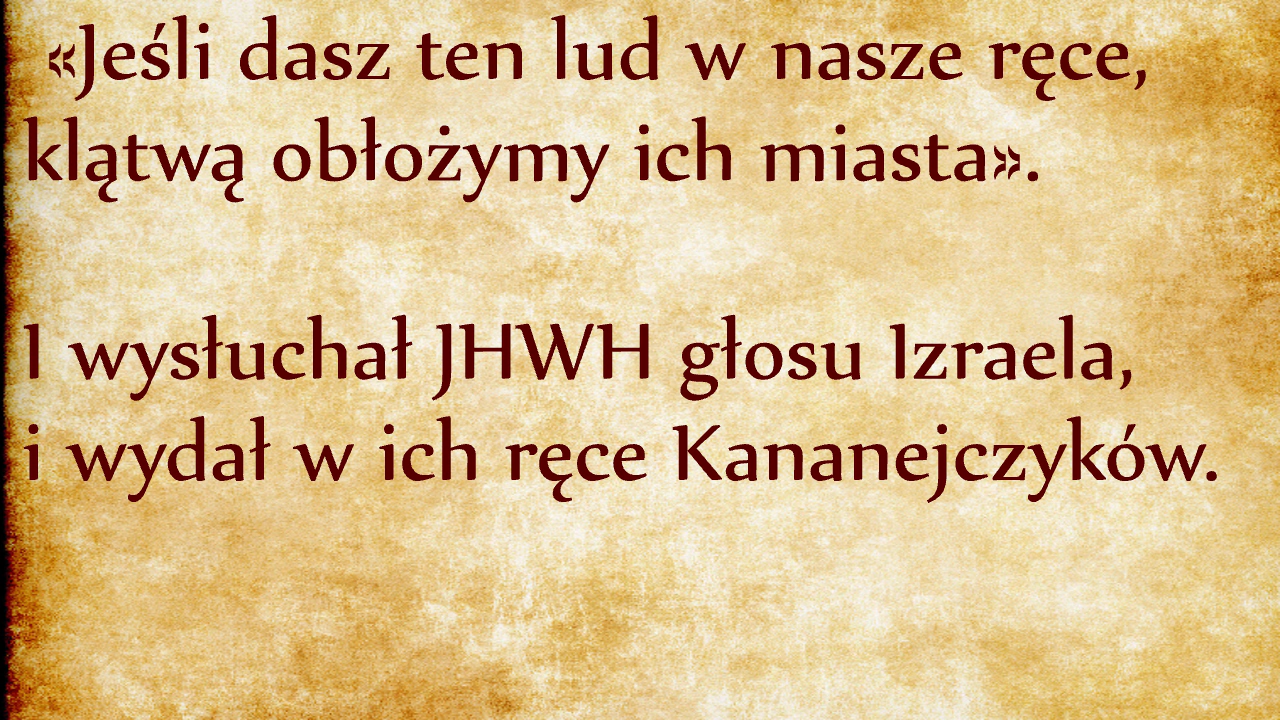 «Jeśli dasz ten lud w nasze ręce,
klątwą obłożymy ich miasta».
I wysłuchał JHWH głosu Izraela,
i wydał w ich ręce Kananejczyków.